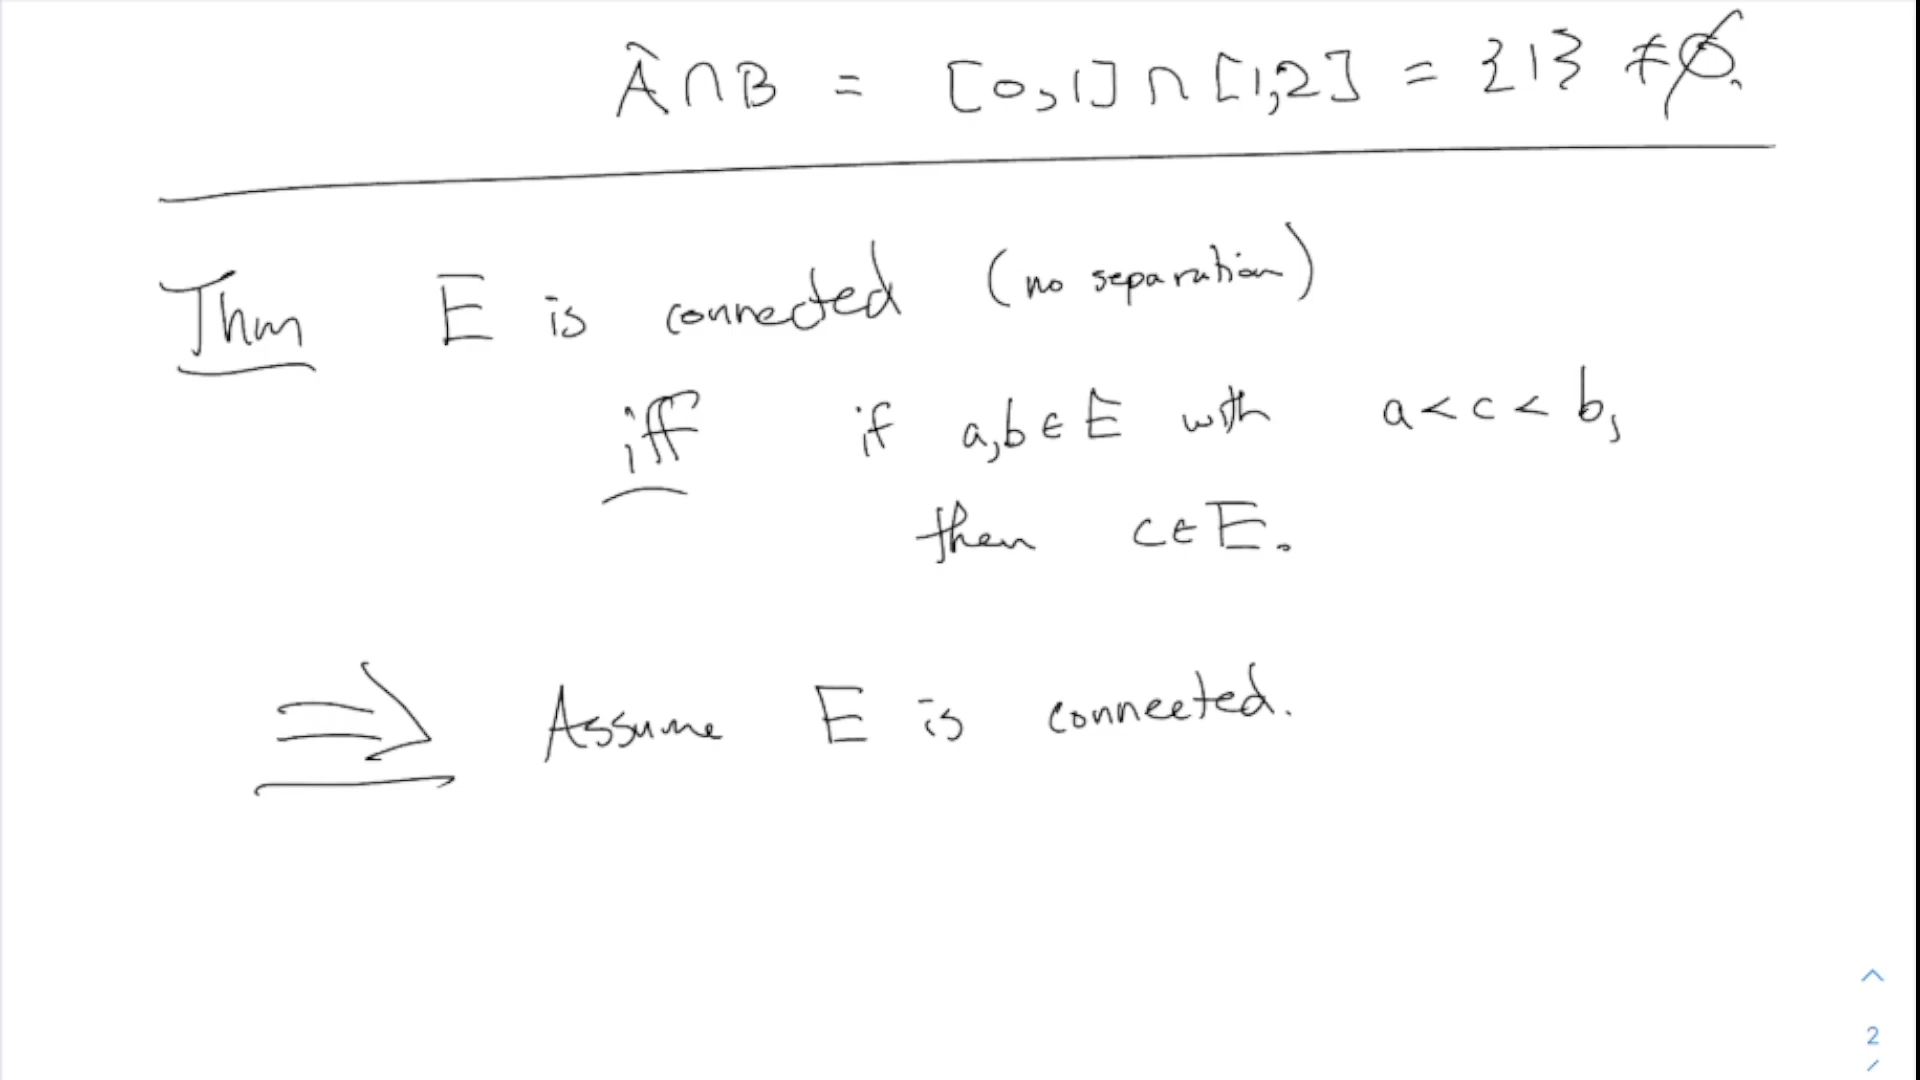 Ā∩B = [0,1]∩[1,2] = {1} ≠ ∅.
Thm E is connected (no separation)
iff if a,b ∈ E with a < c < b,
then c ∈ E.
⇒ Assume E is connected.
2